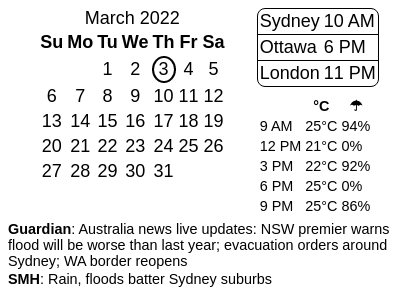 March 2022
Su Mo Tu We Th Fr Sa
1 2 3 4 5
6 7 8 9 10 11 12
13 14 15 16 17 18 19
20 21 22 23 24 25 26
27 28 29 30 31
Sydney 10 AM
Ottawa 6 PM
London 11 PM
°C ☂
9 AM 25°C 94%
12 PM 21°C 0%
3 PM 22°C 92%
6 PM 25°C 0%
9 PM 25°C 86%
Guardian: Australia news live updates: NSW premier warns
flood will be worse than last year; evacuation orders around
Sydney; WA border reopens
SMH: Rain, floods batter Sydney suburbs